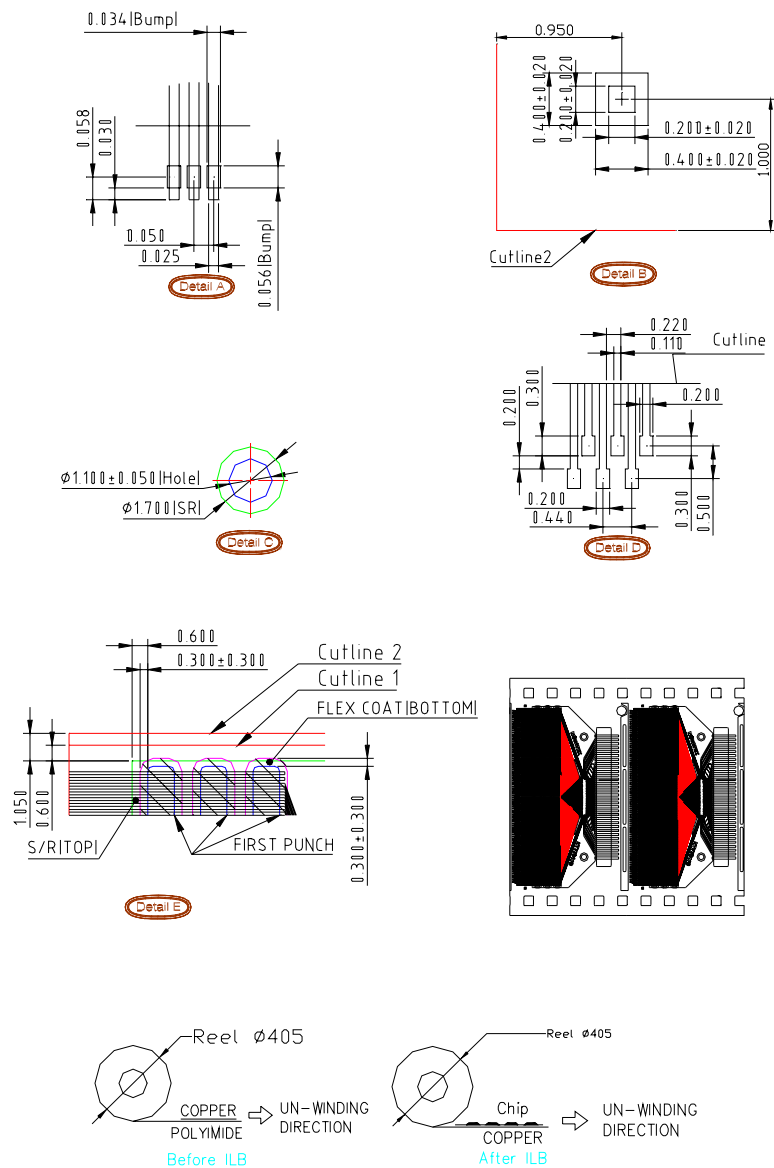 0.034|Bump|
0.058
0.030
0.050
0.025
0.056|Bump|
Detail A
0.950
0.400±0.020
0.200±0.020
0.200±0.020
0.400±0.020
1.000
Cutline2
Detail B
0.220
0.110
Cutline
0.300
0.200
0.200
0.200
0.440
0.300
0.500
Detail D
ø1.100±0.050|Hole|
ø1.700|SR|
Detail C
0.600
0.300±0.300
Cutline 2
Cutline 1
FLEX COAT|BOTTOM|
1.050
0.600
S/R|TOP|
FIRST PUNCH
0.300±0.300
Detail E
Reel ø405
COPPER
POLYIMIDE
UN-WINDING
DIRECTION
Before ILB
Reel ø405
Chip
COPPER
UN-WINDING
DIRECTION
After ILB